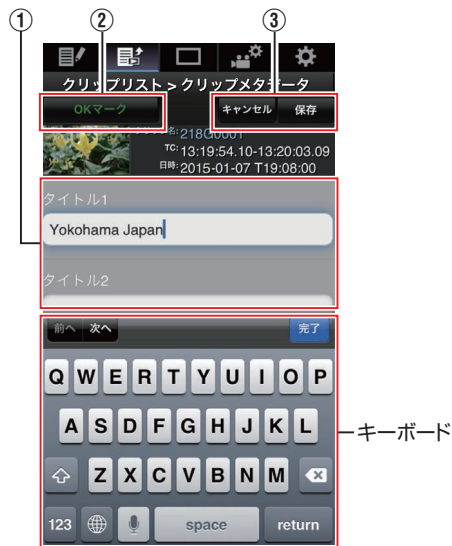 ① ② ③
クリップリスト > クリップメタデータ
OKマーク キャンセル 保存
218G0001
TC: 13:19:54.10-13:20:03.09
日時: 2015-01-07 T19:08:00
タイトル1
Yokohama Japan
タイトル2
前へ 次へ 完了
Q W E R T Y U I O P
A S D F G H J K L
キーボード
Z X C V B N M
123 space return